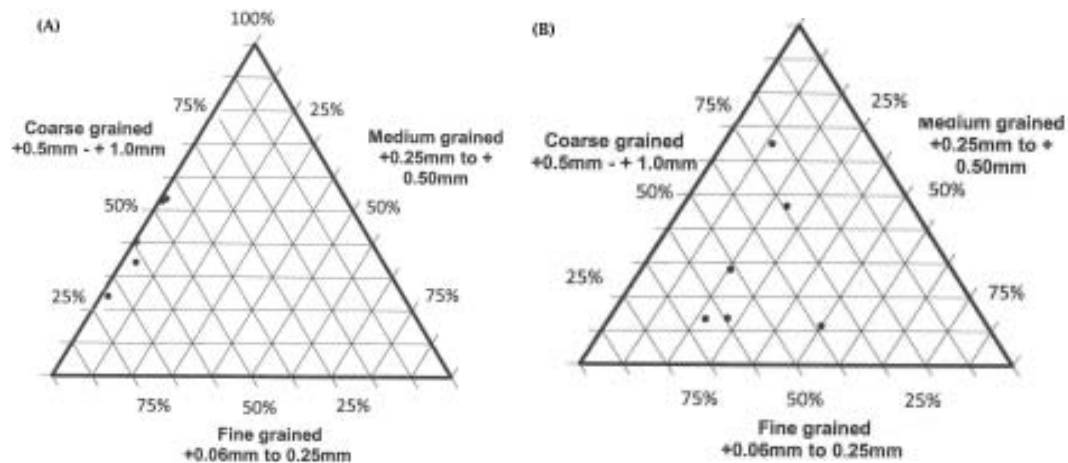 (A)
100%
75%
25%
Coarse grained
+0.5mm - + 1.0mm
Medium grained
+0.25mm to +
0.50mm
50%
50%
25%
75%
75%
50%
25%
Fine grained
+0.06mm to 0.25mm
(B)
75%
25%
Coarse grained
+0.5mm - + 1.0mm
Medium grained
+0.25mm to +
0.50mm
50%
50%
25%
75%
75%
50%
25%
Fine grained
+0.06mm to 0.25mm